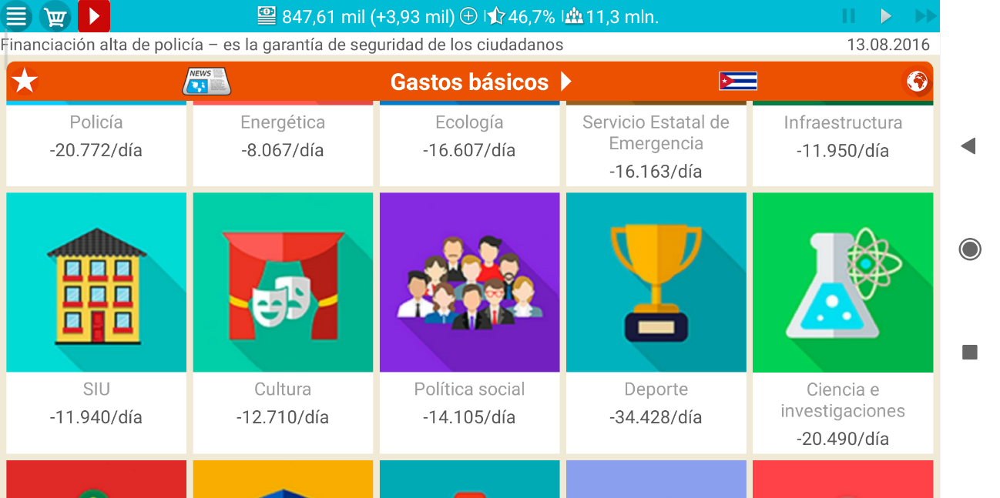 847,61 mil (+3,93 mil) 46,7% 11,3 mln.
Financiación alta de policía – es la garantía de seguridad de los ciudadanos 13.08.2016
NEWS Gastos básicos
Policía
-20.772/día
Energética
-8.067/día
Ecología
-16.607/día
Servicio Estatal de
Emergencia
-16.163/día
Infraestructura
-11.950/día
SIU
-11.940/día
Cultura
-12.710/día
Política social
-14.105/día
Deporte
-34.428/día
Ciencia e
investigaciones
-20.490/día